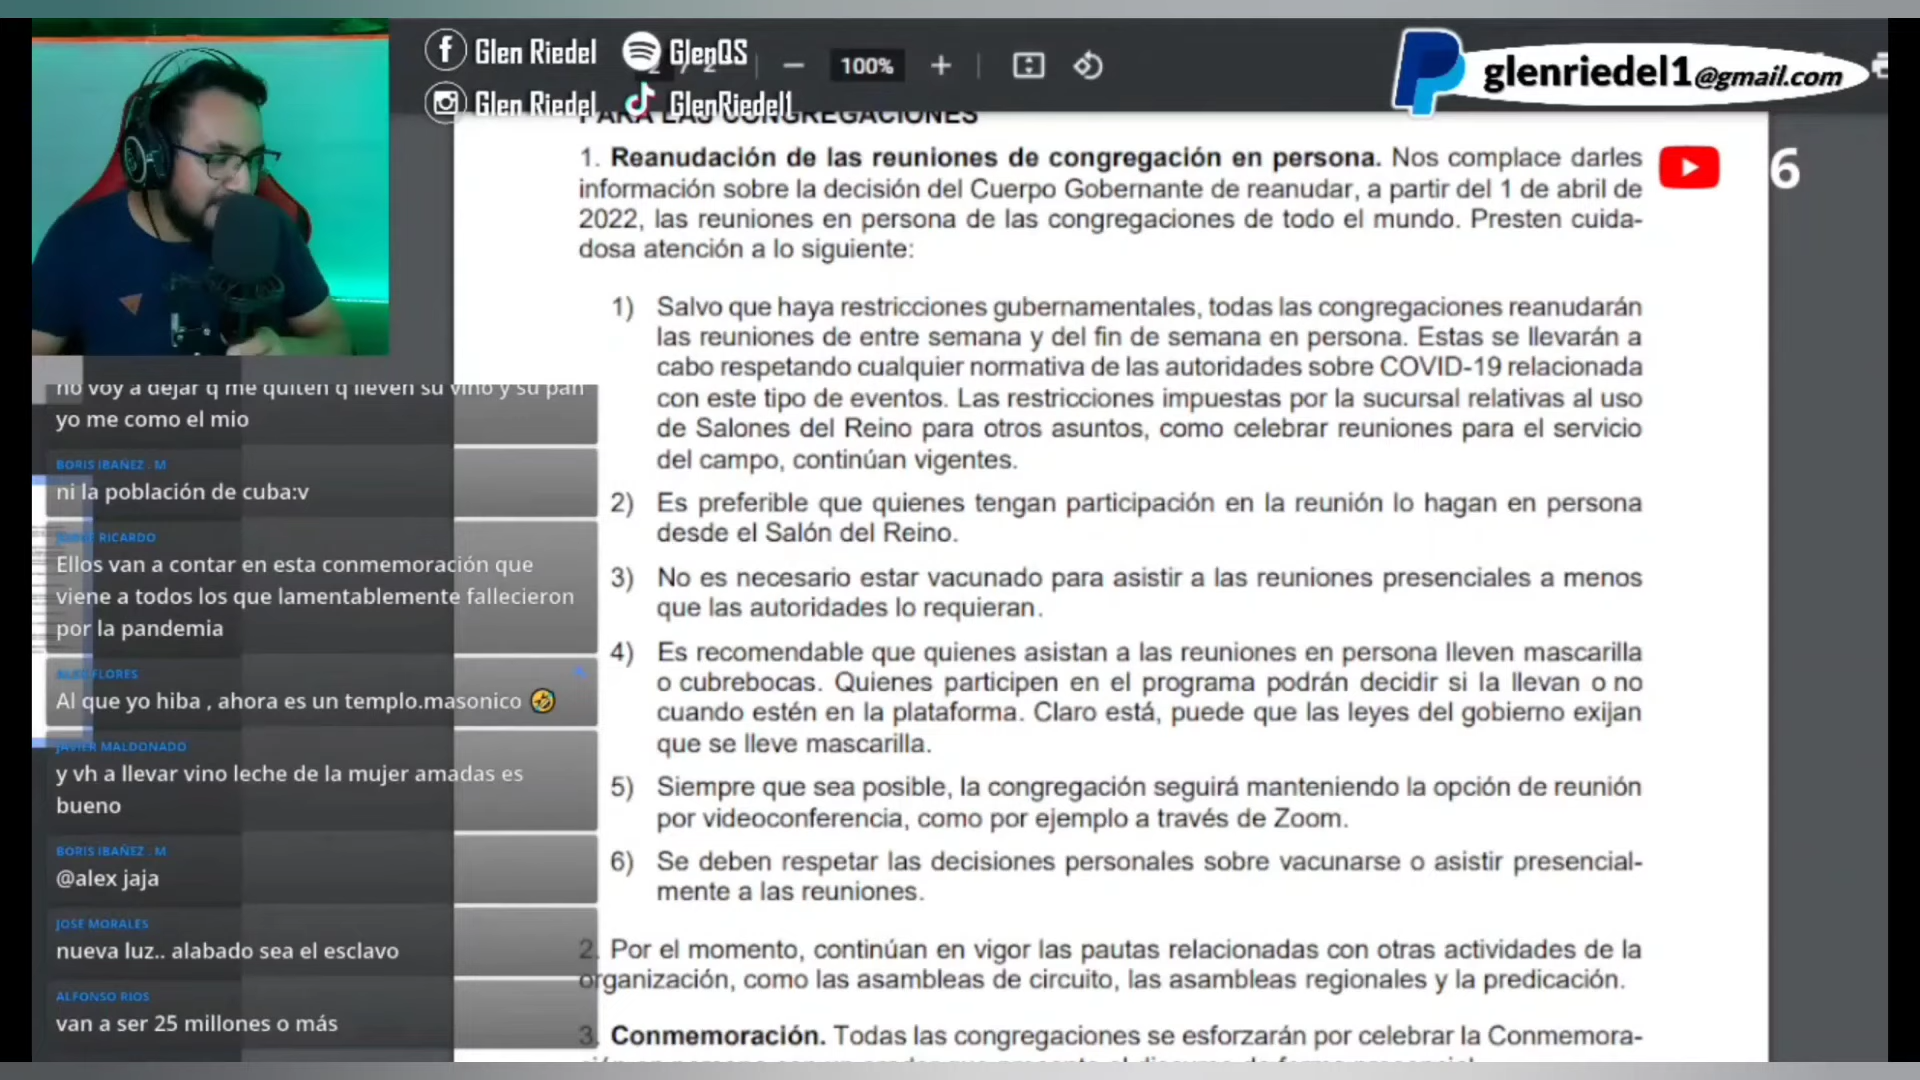 Glen Riedel
GlenQS
Glen Riedel
GlenRiedel1
100%
glenriedel1@gmail.com
6
PARA LAS CONGREGACIONES
1. Reanudación de las reuniones de congregación en persona. Nos complace darles
información sobre la decisión del Cuerpo Gobernante de reanudar, a partir del 1 de abril de
2022, las reuniones en persona de las congregaciones de todo el mundo. Presten cuida-
dosa atención a lo siguiente:
1) Salvo que haya restricciones gubernamentales, todas las congregaciones reanudarán
las reuniones de entre semana y del fin de semana en persona. Estas se llevarán a
cabo respetando cualquier normativa de las autoridades sobre COVID-19 relacionada
con este tipo de eventos. Las restricciones impuestas por la sucursal relativas al uso
de Salones del Reino para otros asuntos, como celebrar reuniones para el servicio
del campo, continúan vigentes.
2) Es preferible que quienes tengan participación en la reunión lo hagan en persona
desde el Salón del Reino.
3) No es necesario estar vacunado para asistir a las reuniones presenciales a menos
que las autoridades lo requieran.
4) Es recomendable que quienes asistan a las reuniones en persona lleven mascarilla
o cubrebocas. Quienes participen en el programa podrán decidir si la llevan o no
cuando estén en la plataforma. Claro está, puede que las leyes del gobierno exijan
que se lleve mascarilla.
5) Siempre que sea posible, la congregación seguirá manteniendo la opción de reunión
por videoconferencia, como por ejemplo a través de Zoom.
6) Se deben respetar las decisiones personales sobre vacunarse o asistir presencial-
mente a las reuniones.
2. Por el momento, continúan en vigor las pautas relacionadas con otras actividades de la
organización, como las asambleas de circuito, las asambleas regionales y la predicación.
3. Conmemoración. Todas las congregaciones se esforzarán por celebrar la Conmemora-
no voy a dejar q me quiten q lleven su vino y su pan
yo me como el mio
BORIS IBAÑEZ . M
ni la población de cuba:v
RICARDO
Ellos van a contar en esta conmemoración que
viene a todos los que lamentablemente fallecieron
por la pandemia
ALEX FLORES
Al que yo hiba , ahora es un templo.masonico 🤣
JAVIER MALDONADO
y vh a llevar vino leche de la mujer amadas es
bueno
BORIS IBAÑEZ . M
@alex jaja
JOSE MORALES
nueva luz.. alabado sea el esclavo
ALFONSO RIOS
van a ser 25 millones o más